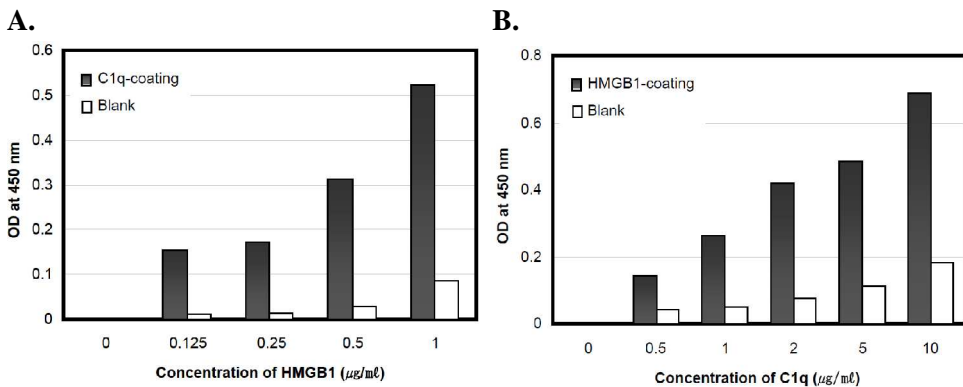 A.
0.6
0.5
0.4
0.3
0.2
0.1
0
OD at 450 nm
C1q-coating
Blank
0 0.125 0.25 0.5 1
Concentration of HMGB1 (㎍/㎖)
B.
0.8
0.6
0.4
0.2
0
OD at 450 nm
HMGB1-coating
Blank
0 0.5 1 2 5 10
Concentration of C1q (㎍/㎖)